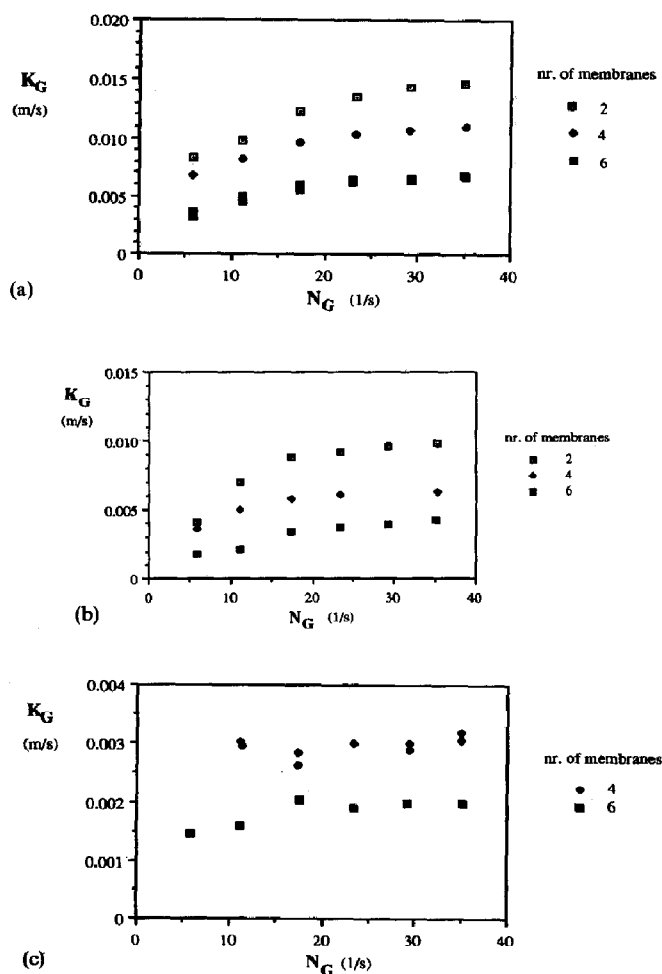 0.020
K_G
(m/s)
0.015
0.010
0.005
0
0 10 20 30 40
N_G (1/s)
nr. of membranes
2
4
6
(a)
0.015
K_G
(m/s)
0.010
0.005
0
0 10 20 30 40
N_G (1/s)
nr. of membranes
2
4
6
(b)
0.004
K_G
(m/s)
0.003
0.002
0.001
0
0 10 20 30 40
N_G (1/s)
nr. of membranes
4
6
(c)